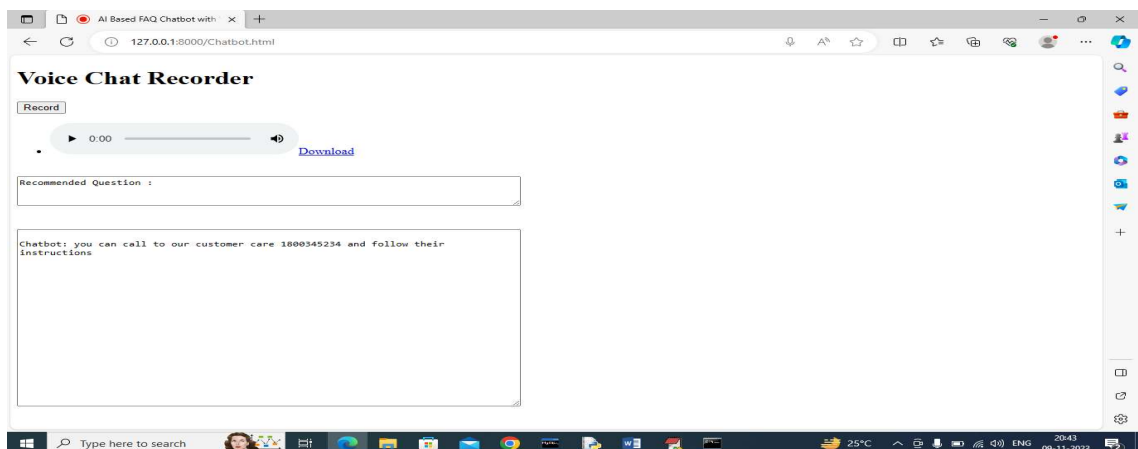 AI Based FAQ Chatbot with
127.0.0.1:8000/Chatbot.html
Voice Chat Recorder
Record
0:00
Download
Recommended Question :
Chatbot: you can call to our customer care 1800345234 and follow their
instructions
Type here to search
25°C
ENG
20:43